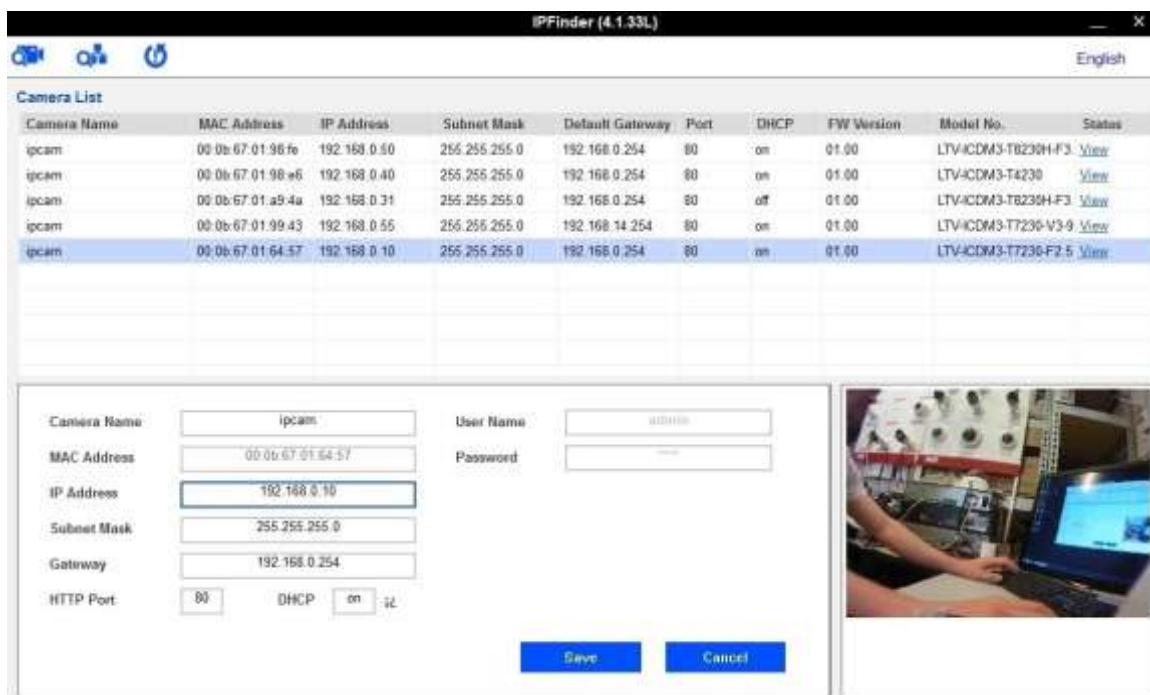 IPFinder (4.1.33L)
English
Camera List
Camera Name MAC Address IP Address Subnet Mask Default Gateway Port DHCP FW Version Model No. Status
ipcam 00:0b:67:01:98:fe 192.168.0.50 255.255.255.0 192.168.0.254 80 on 01.00 LTV-ICDM3-T8230H-F3. View
ipcam 00:0b:67:01:98:e6 192.168.0.40 255.255.255.0 192.168.0.254 80 on 01.00 LTV-ICDM3-T4230 View
ipcam 00:0b:67:01:a9:4a 192.168.0.31 255.255.255.0 192.168.0.254 80 off 01.00 LTV-ICDM3-T8230H-F3. View
ipcam 00:0b:67:01:99:43 192.168.0.55 255.255.255.0 192.168.14.254 80 on 01.00 LTV-ICDM3-T7230-V3-9 View
ipcam 00:0b:67:01:64:57 192.168.0.10 255.255.255.0 192.168.0.254 80 on 01.00 LTV-ICDM3-T7230-F2.5 View
Camera Name ipcam User Name admin
MAC Address 00:0b:67:01:64:57 Password
IP Address 192.168.0.10
Subnet Mask 255.255.255.0
Gateway 192.168.0.254
HTTP Port 80 DHCP on
Save Cancel